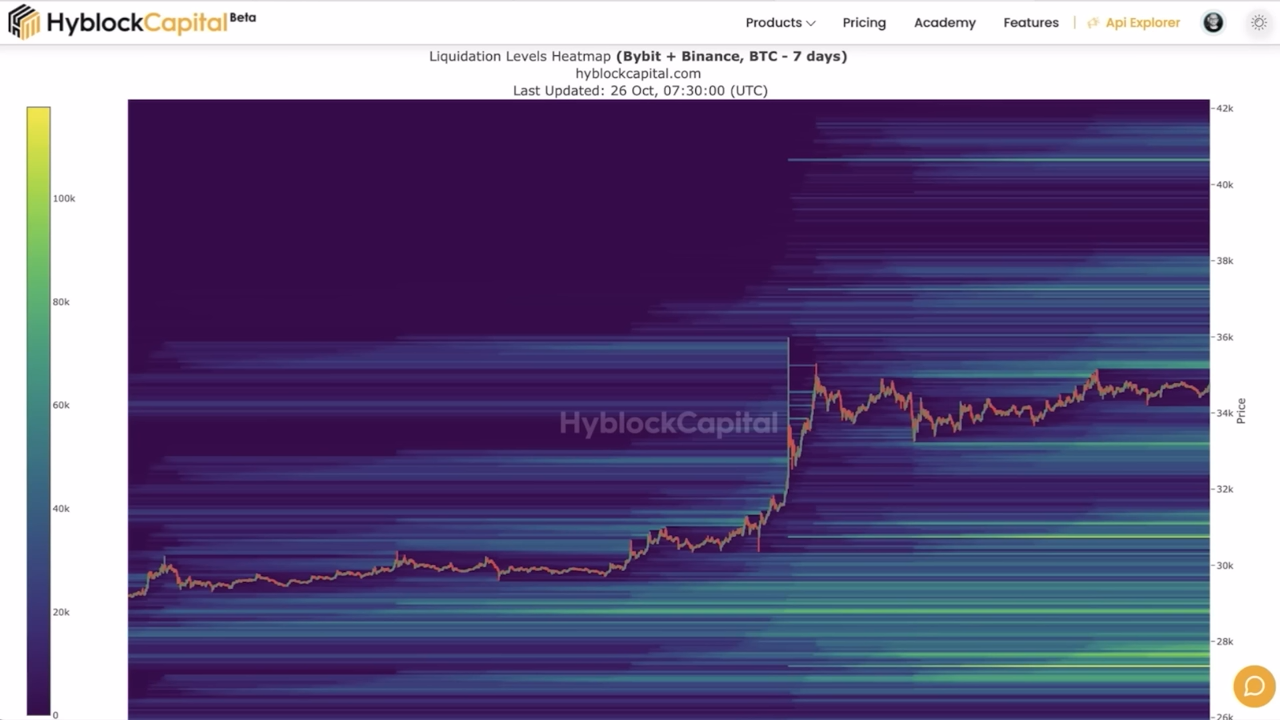 HyblockCapital Beta
Products Pricing Academy Features | Api Explorer
Liquidation Levels Heatmap (Bybit + Binance, BTC - 7 days)
hyblockcapital.com
Last Updated: 26 Oct, 07:30:00 (UTC)
100k
80k
60k
40k
20k
0
HyblockCapital
42k
40k
38k
36k
34k
32k
30k
28k
26k
Price